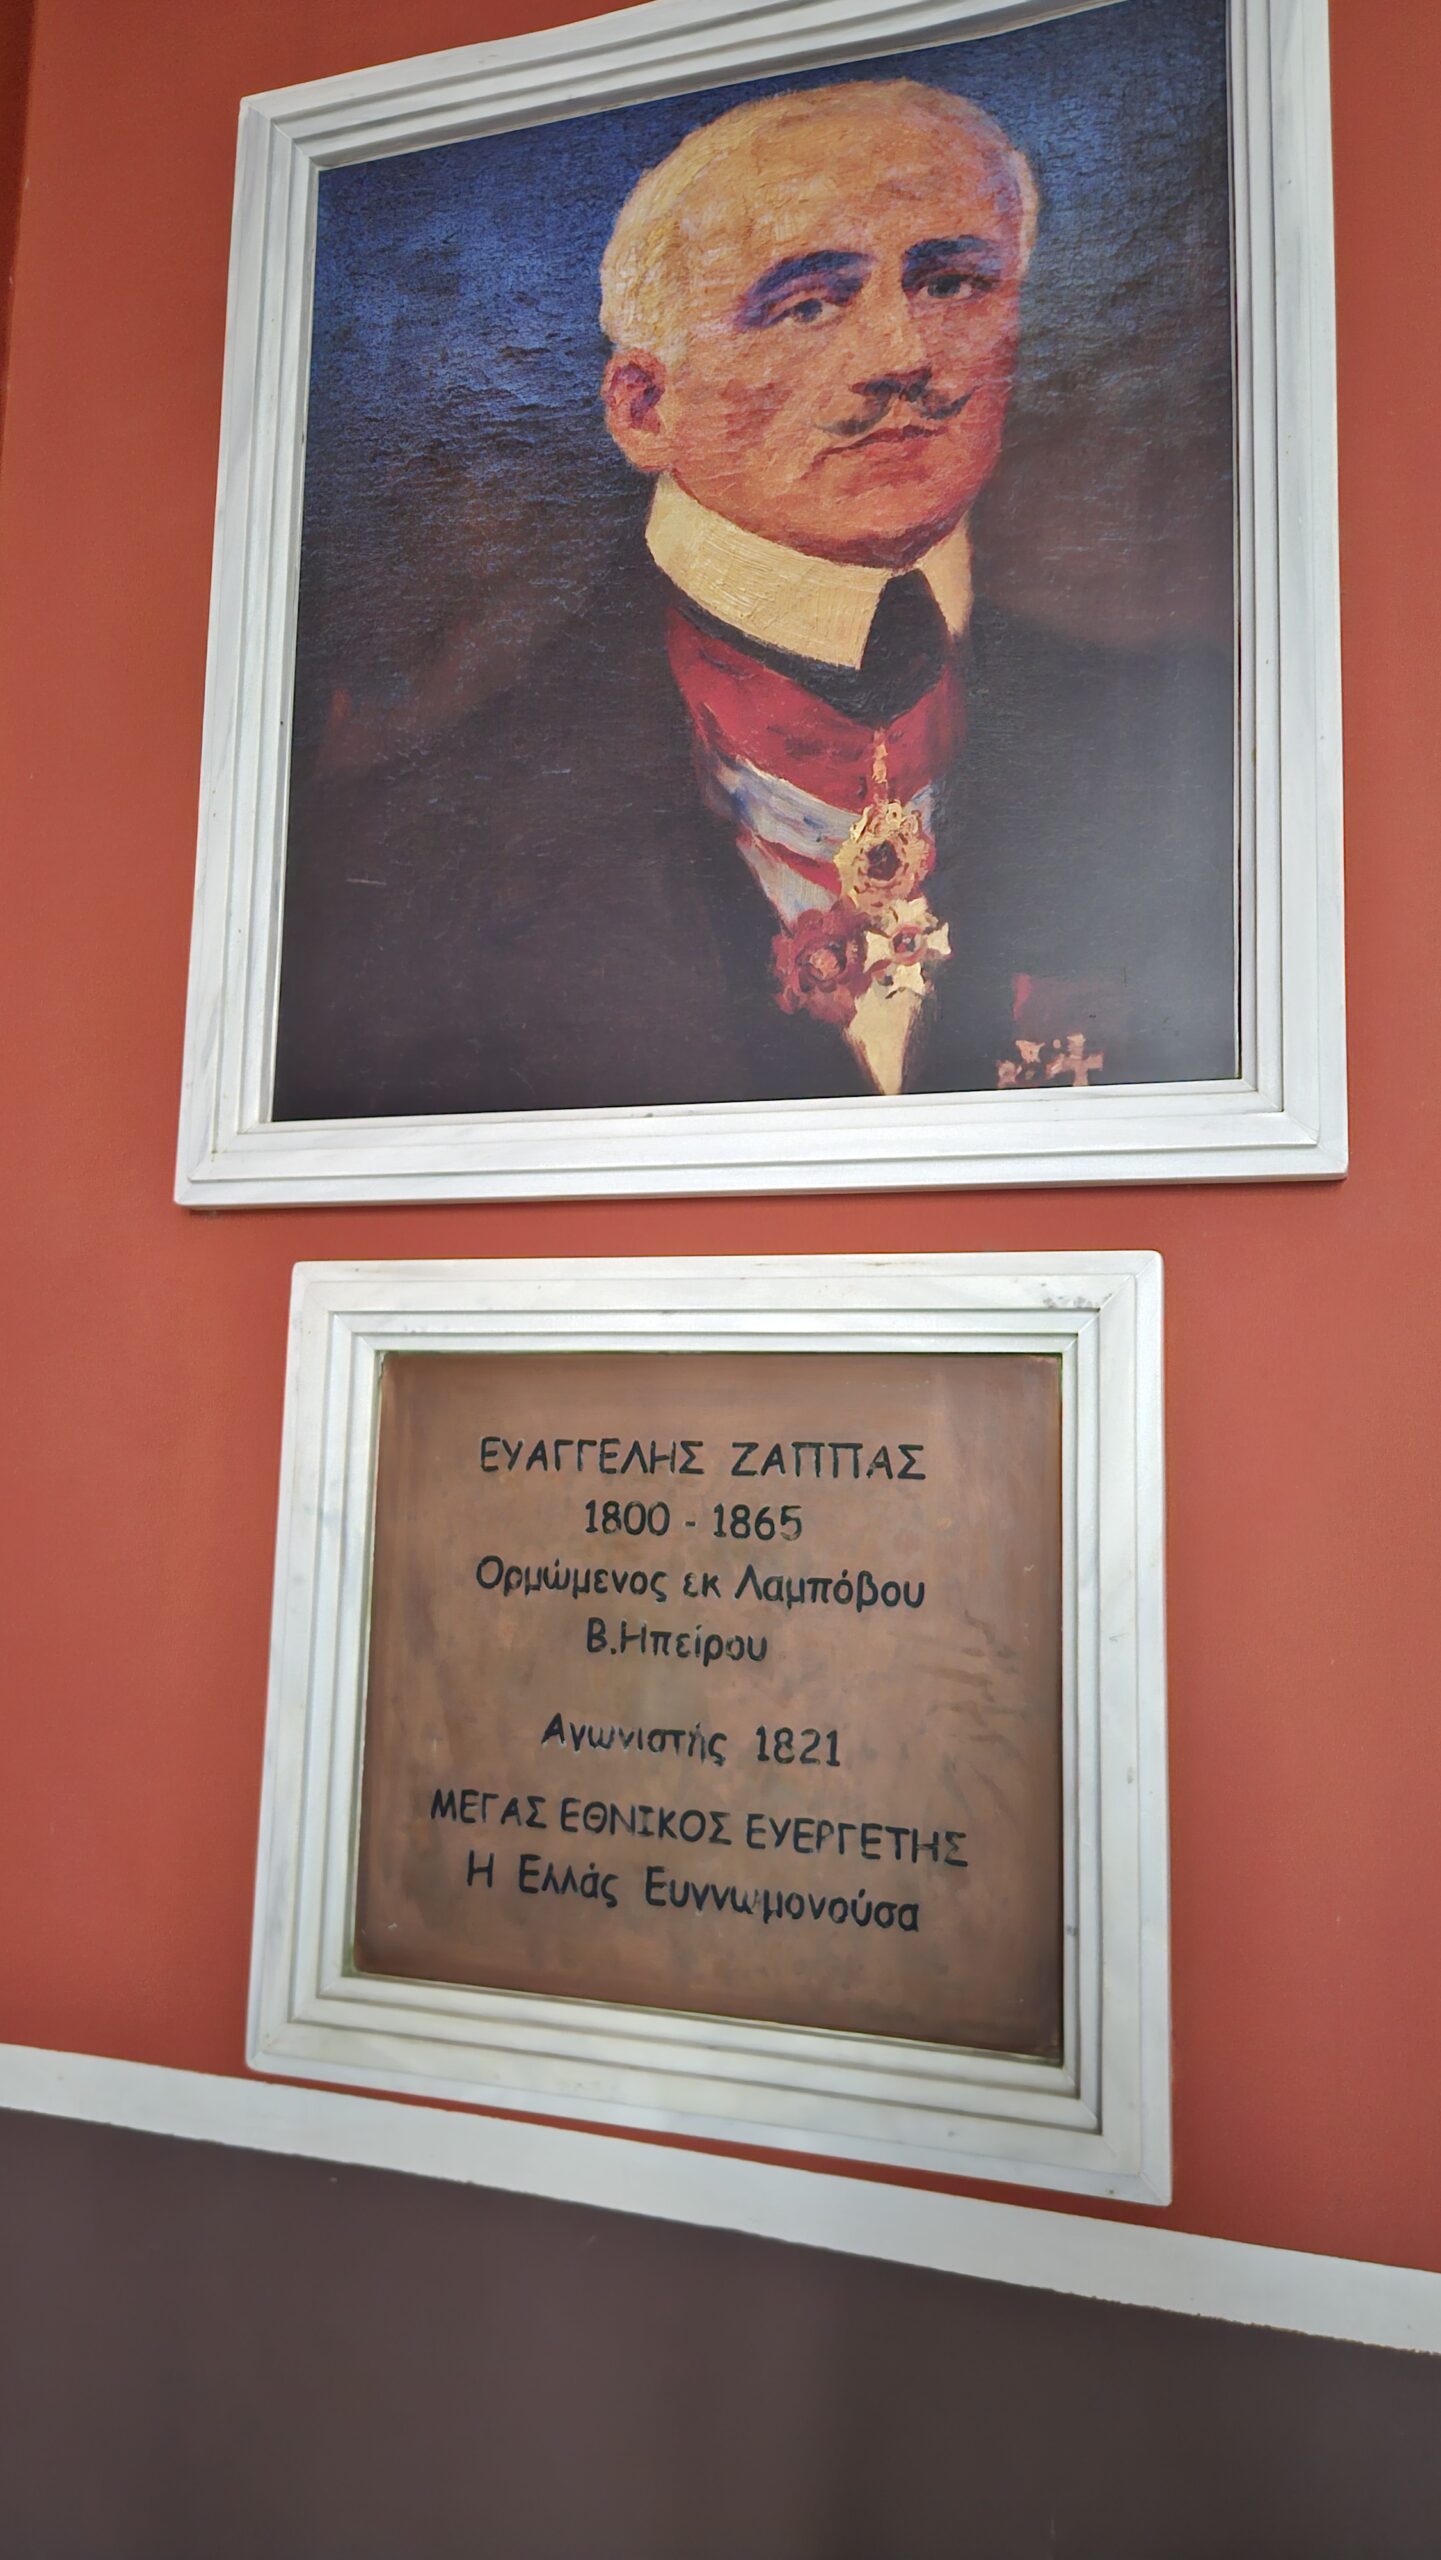 ΕΥΑΓΓΕΛΗΣ ΖΑΠΠΑΣ
1800 - 1865
Ορμώμενος εκ Λαμπόβου
Β.Ηπείρου
Αγωνιστής 1821
ΜΕΓΑΣ ΕΘΝΙΚΟΣ ΕΥΕΡΓΕΤΗΣ
Η Ελλάς Ευγνωμονούσα